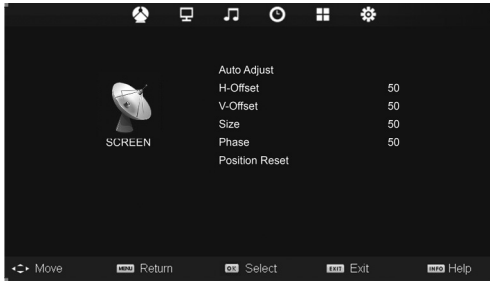 Auto Adjust
H-Offset 50
V-Offset 50
Size 50
SCREEN
Phase 50
Position Reset
Move MENU Return OK Select EXIT Exit INFO Help